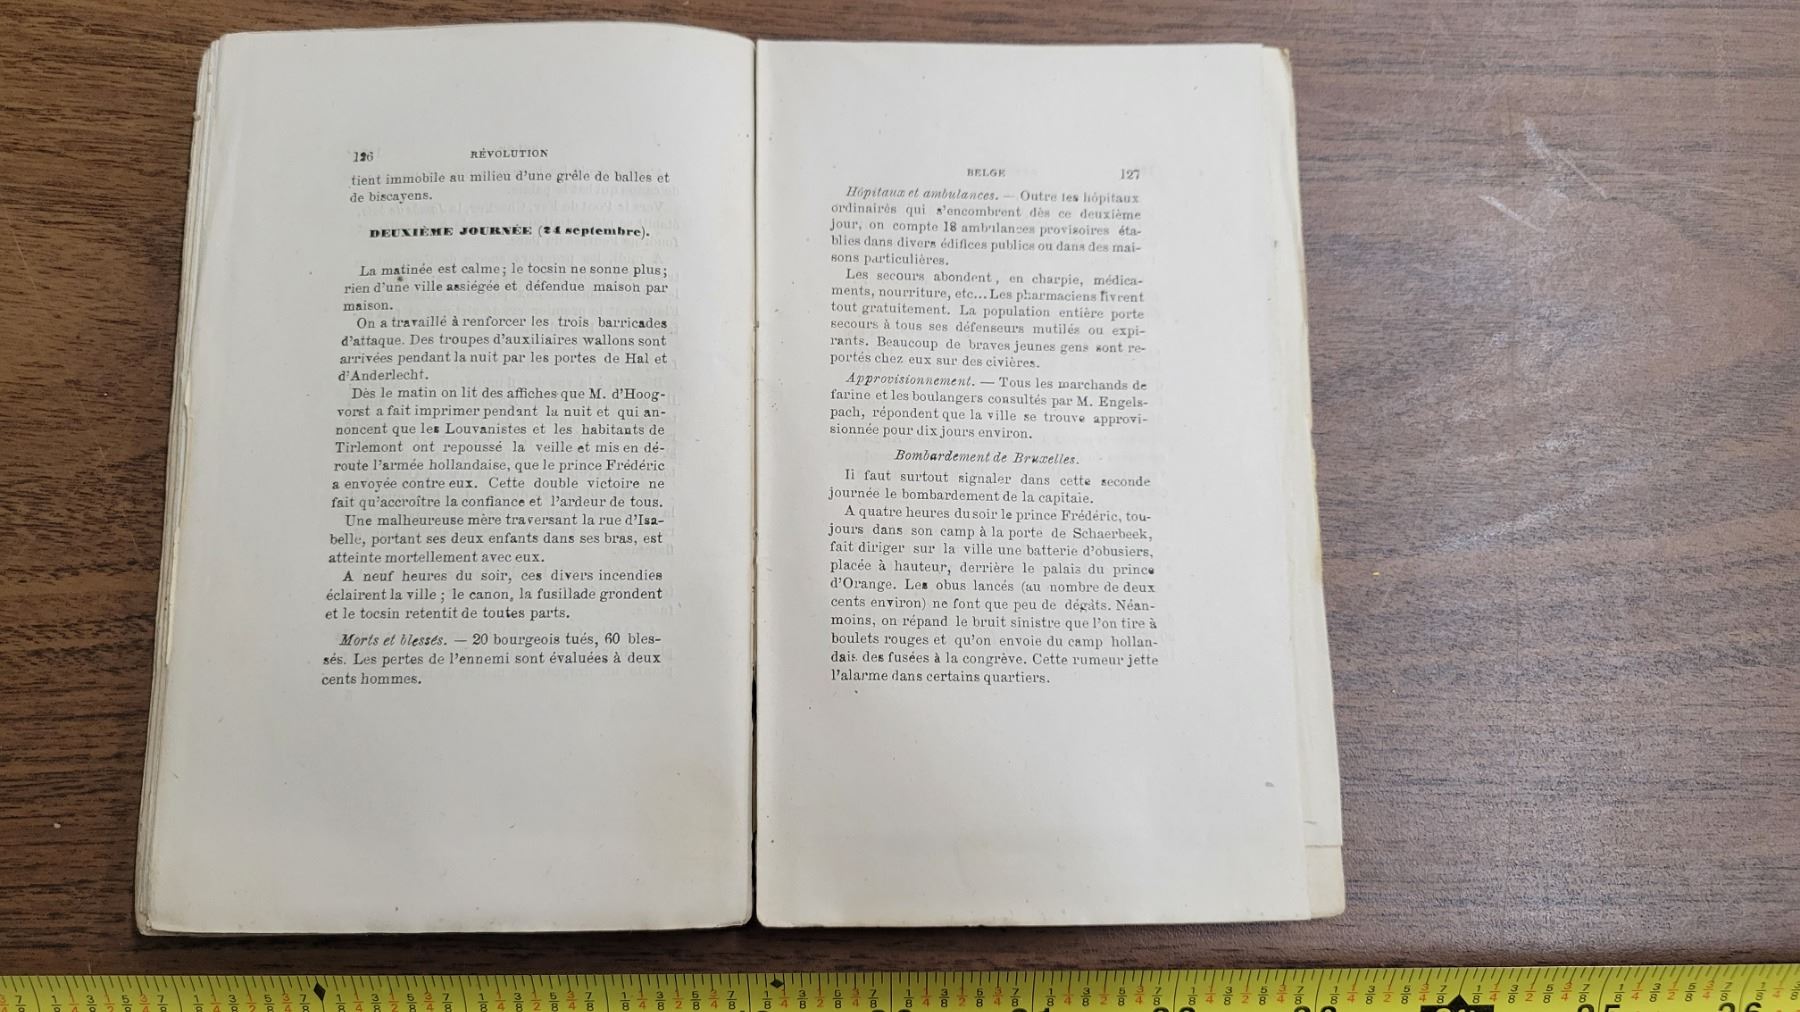 126 RÉVOLUTION
tient immobile au milieu d'une grêle de balles et
de biscayens.
DEUXIÈME JOURNÉE (24 septembre).
La matinée est calme; le tocsin ne sonne plus;
rien d'une ville assiégée et défendue maison par
maison.
On a travaillé à renforcer les trois barricades
d'attaque. Des troupes d'auxiliaires wallons sont
arrivées pendant la nuit par les portes de Hal et
d'Anderlecht.
Dès le matin on lit des affiches que M. d'Hoog-
vorst a fait imprimer pendant la nuit et qui an-
noncent que les Louvanistes et les habitants de
Tirlemont ont repoussé la veille et mis en dé-
route l'armée hollandaise, que le prince Frédéric
a envoyée contre eux. Cette double victoire ne
fait qu'accroître la confiance et l'ardeur de tous.
Une malheureuse mère traversant la rue d'Isa-
belle, portant ses deux enfants dans ses bras, est
atteinte mortellement avec eux.
A neuf heures du soir, ces divers incendies
éclairent la ville; le canon, la fusillade grondent
et le tocsin retentit de toutes parts.
Morts et blessés. — 20 bourgeois tués, 60 bles-
sés. Les pertes de l'ennemi sont évaluées à deux
cents hommes.
BELGE 127
Hôpitaux et ambulances. — Outre les hôpitaux
ordinaires qui s'encombrent dès ce deuxième
jour, on compte 18 ambulances provisoires éta-
blies dans divers édifices publics ou dans des mai-
sons particulières.
Les secours abondent, en charpie, médica-
ments, nourriture, etc... Les pharmaciens livrent
tout gratuitement. La population entière porte
secours à tous ses défenseurs mutilés ou expi-
rants. Beaucoup de braves jeunes gens sont re-
portés chez eux sur des civières.
Approvisionnement. — Tous les marchands de
farine et les boulangers consultés par M. Engels-
pach, répondent que la ville se trouve approvi-
sionnée pour dix jours environ.
Bombardement de Bruxelles.
Il faut surtout signaler dans cette seconde
journée le bombardement de la capitale.
A quatre heures du soir le prince Frédéric, tou-
jours dans son camp à la porte de Schaerbeek,
fait diriger sur la ville une batterie d'obusiers,
placée à hauteur, derrière le palais du prince
d'Orange. Les obus lancés (au nombre de deux
cents environ) ne font que peu de dégâts. Néan-
moins, on répand le bruit sinistre que l'on tire à
boulets rouges et qu'on envoie du camp hollan-
dais des fusées à la congrève. Cette rumeur jette
l'alarme dans certains quartiers.